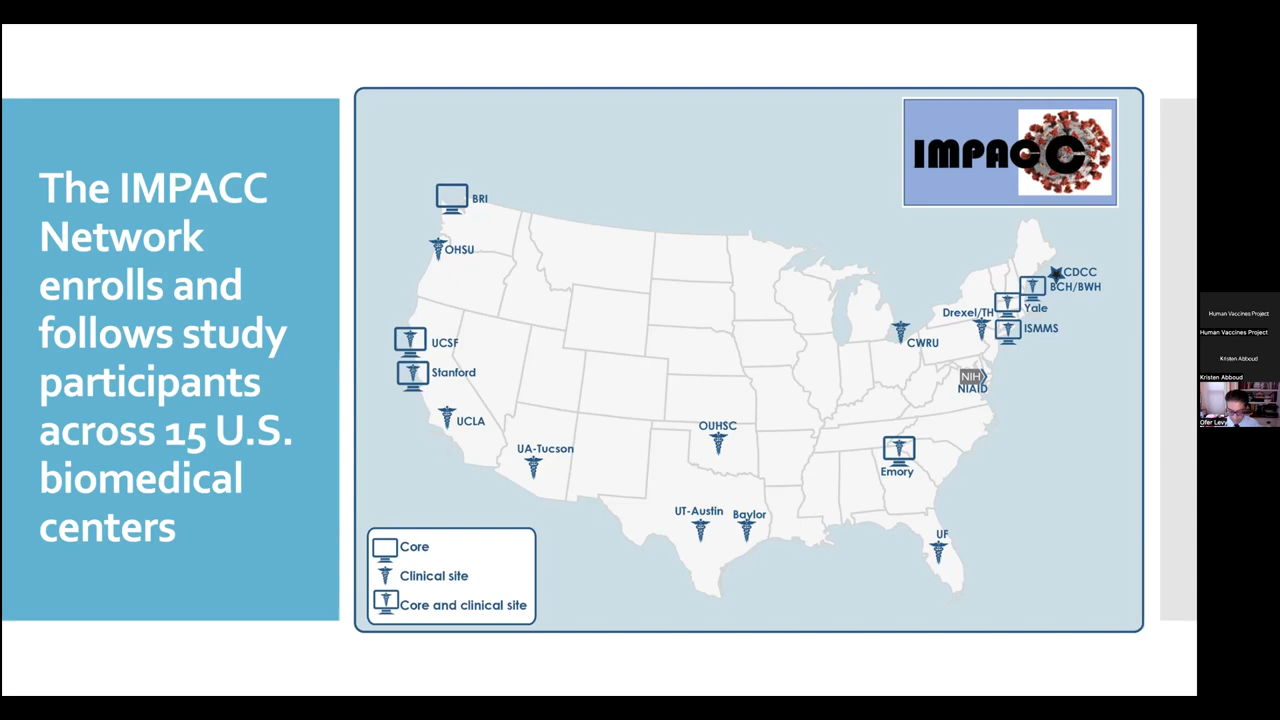 The IMPACC
Network
enrolls and
follows study
participants
across 15 U.S.
biomedical
centers
IMPACC
BRI
OHSU
UCSF
Stanford
UCLA
UA-Tucson
OUHSC
UT-Austin
Baylor
CDCC
BCH/BWH
Yale
Drexel/TH
ISMMS
CWRU
NIH
NIAID
Emory
UF
Core
Clinical site
Core and clinical site
Human Vaccines Project
Human Vaccines Project
Kristen Abboud
Kristen Abboud
Ofer Levy